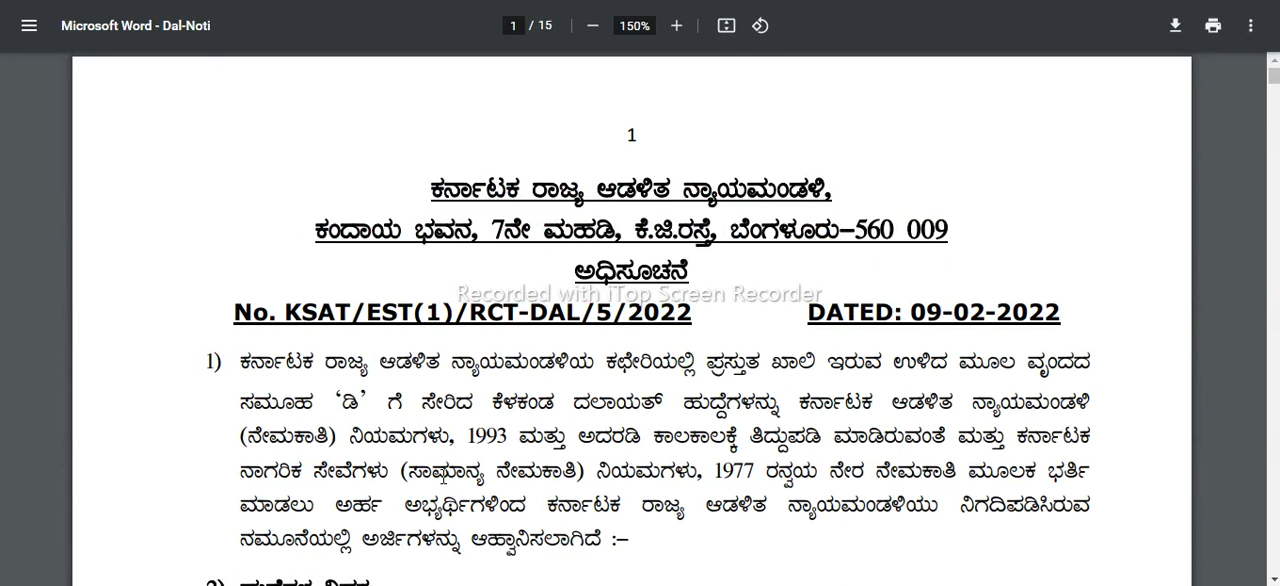 Microsoft Word - Dal-Noti
1 / 15
150%
1
ಕರ್ನಾಟಕ ರಾಜ್ಯ ಆಡಳಿತ ನ್ಯಾಯಮಂಡಳಿ,
ಕಂದಾಯ ಭವನ, 7ನೇ ಮಹಡಿ, ಕೆ.ಜಿ.ರಸ್ತೆ, ಬೆಂಗಳೂರು–560 009
ಅಧಿಸೂಚನೆ
Recorded with iTop Screen Recorder
No. KSAT/EST(1)/RCT-DAL/5/2022 DATED: 09-02-2022
1) ಕರ್ನಾಟಕ ರಾಜ್ಯ ಆಡಳಿತ ನ್ಯಾಯಮಂಡಳಿಯ ಕಛೇರಿಯಲ್ಲಿ ಪ್ರಸ್ತುತ ಖಾಲಿ ಇರುವ ಉಳಿದ ಮೂಲ ವೃಂದದ
ಸಮೂಹ ‘ಡಿ’ ಗೆ ಸೇರಿದ ಕೆಳಕಂಡ ದಲಾಯತ್ ಹುದ್ದೆಗಳನ್ನು ಕರ್ನಾಟಕ ಆಡಳಿತ ನ್ಯಾಯಮಂಡಳಿ
(ನೇಮಕಾತಿ) ನಿಯಮಗಳು, 1993 ಮತ್ತು ಅದರಡಿ ಕಾಲಕಾಲಕ್ಕೆ ತಿದ್ದುಪಡಿ ಮಾಡಿರುವಂತೆ ಮತ್ತು ಕರ್ನಾಟಕ
ನಾಗರಿಕ ಸೇವೆಗಳು (ಸಾಮಾನ್ಯ ನೇಮಕಾತಿ) ನಿಯಮಗಳು, 1977 ರನ್ವಯ ನೇರ ನೇಮಕಾತಿ ಮೂಲಕ ಭರ್ತಿ
ಮಾಡಲು ಅರ್ಹ ಅಭ್ಯರ್ಥಿಗಳಿಂದ ಕರ್ನಾಟಕ ರಾಜ್ಯ ಆಡಳಿತ ನ್ಯಾಯಮಂಡಳಿಯು ನಿಗದಿಪಡಿಸಿರುವ
ನಮೂನೆಯಲ್ಲಿ ಅರ್ಜಿಗಳನ್ನು ಆಹ್ವಾನಿಸಲಾಗಿದೆ :–